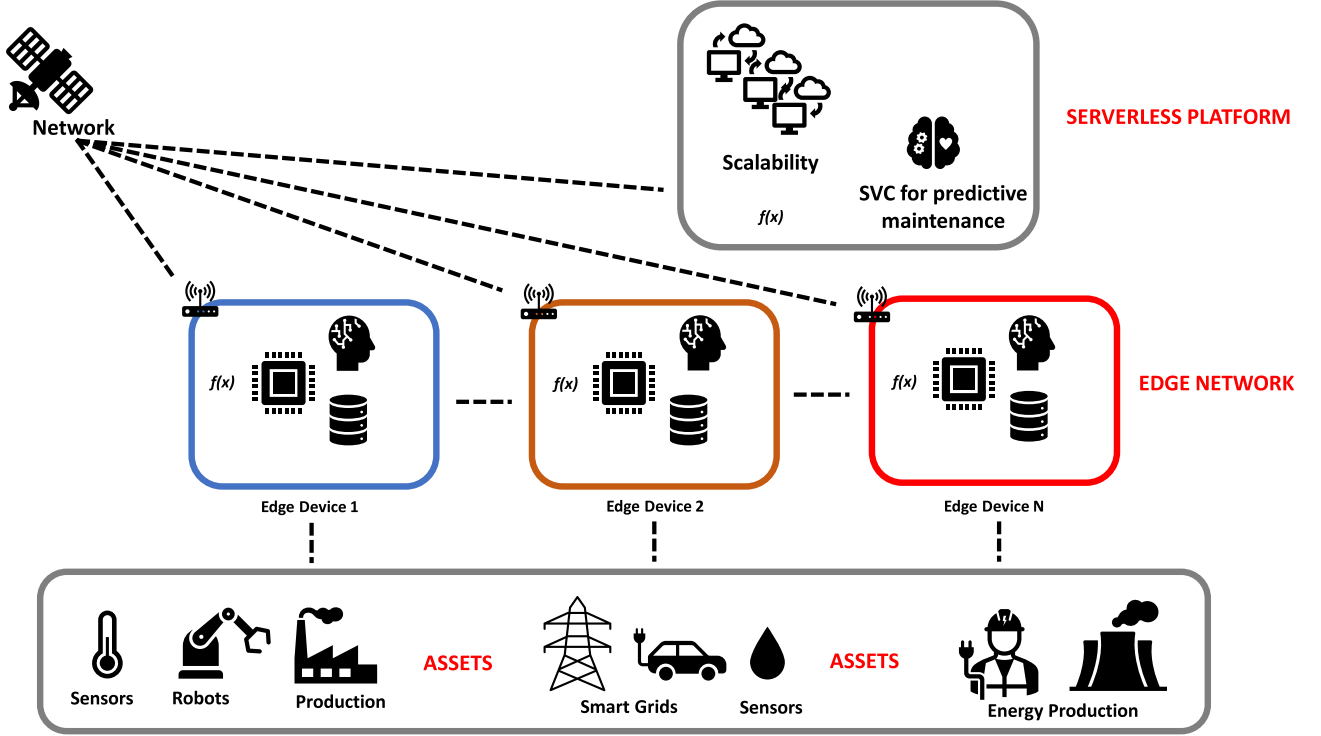 Network
Scalability
SERVERLESS PLATFORM
SVC for predictive
maintenance
f(x)
f(x)
f(x)
f(x)
EDGE NETWORK
Edge Device 1
Edge Device 2
Edge Device N
Sensors
Robots
Production
ASSETS
Smart Grids
Sensors
ASSETS
Energy Production